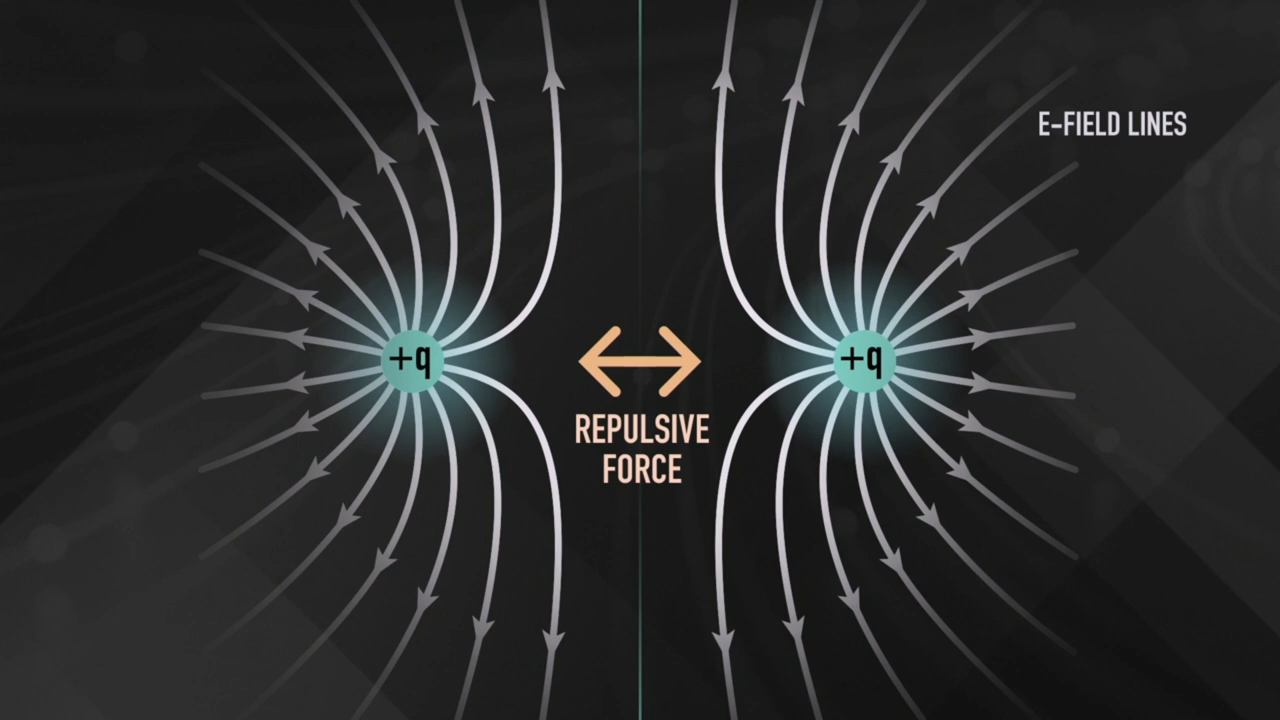 E-FIELD LINES
+q
+q
REPULSIVE
FORCE